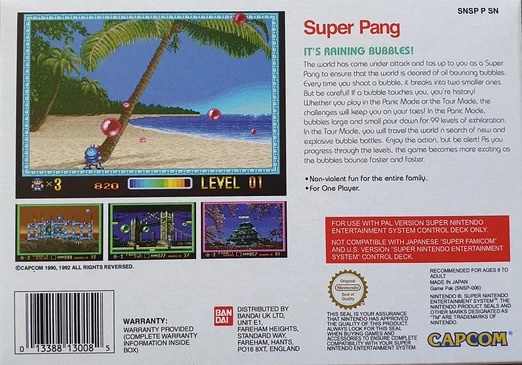 SNSP P SN
Super Pang
IT'S RAINING BUBBLES!
The world has come under attack and tos up to you as a Super
Pang to ensure that the world is cleared of oil bouncing bubbles.
Every time you shoot a bubble, it breaks into two smaller ones.
But be careful! If a bubble touches you, you're history!
Whether you play in the Panic Mode or the Tour Mode, the
challenges will keep you on your toes! In the Panic Mode,
bubbles large and small pour down for 99 levels of exhilaration.
In the Tour Mode, you will travel the world n search of new and
explosive bubble bottles. Enjoy the action, but be alert! As you
progress through the levels, the game becomes more exciting as
the bubbles bounce faster and faster.
• Non-violent fun for the entire family.
• For One Player.
×3 820 LEVEL 01
©CAPCOM 1990, 1992 ALL RIGHTS REVERSED.
FOR USE WITH PAL VERSION SUPER NINTENDO
ENTERTAINMENT SYSTEM CONTROL DECK ONLY.
NOT COMPATIBLE WITH JAPANESE "SUPER FAMICOM"
AND U.S. VERSION "SUPER NINTENDO ENTERTAINMENT
SYSTEM" CONTROL DECK.
0 13388 13008 5
WARRANTY:
WARRANTY PROVIDED
(COMPLETE WARRANTY
INFORMATION INSIDE
BOX)
BAN
DAI
DISTRIBUTED BY
BANDAI UK LTD,
UNIT E1,
FAREHAM HEIGHTS,
STANDARD WAY,
FAREHAM, HANTS,
PO16 8XT, ENGLAND
Original
Nintendo
Seal of
Quality
THIS SEAL IS YOUR ASSURANCE
THAT NINTENDO HAS APPROVED
THE QUALITY OF THIS PRODUCT.
ALWAYS LOOK FOR THIS SEAL
WHEN BUYING GAMES AND
ACCESSORIES TO ENSURE COMPLETE
COMPATIBILITY WITH YOUR SUPER
NINTENDO ENTERTAINMENT SYSTEM.
RECOMMENDED FOR AGES 8 TO
ADULT
MADE IN JAPAN
Game Pak (SNSP-006)
NINTENDO ®, SUPER NINTENDO
ENTERTAINMENT SYSTEM™, THE
NINTENDO PRODUCT SEALS AND
OTHER MARKS DESIGNATED AS
"TM" ARE TRADEMARKS OF
NINTENDO.
CAPCOM®